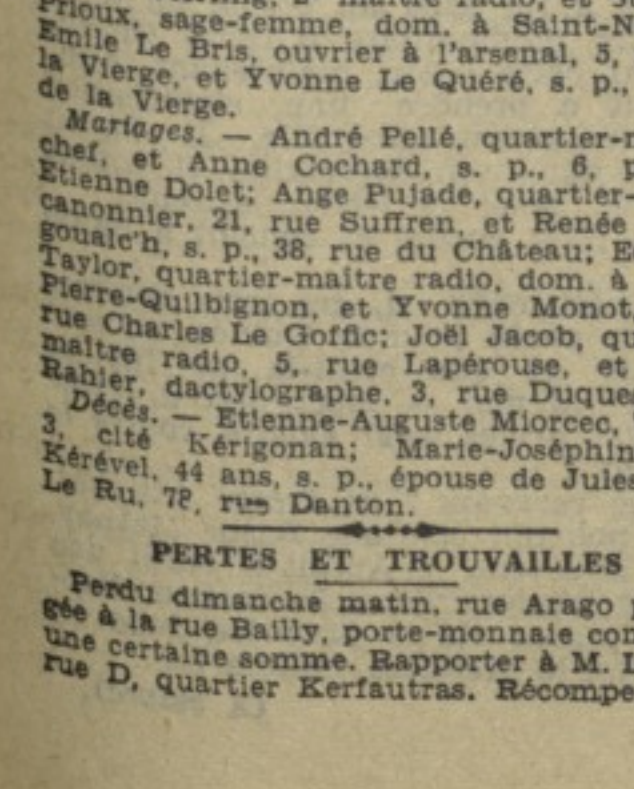 Prioux, sage-femme, dom. à Saint-N
Emile Le Bris, ouvrier à l'arsenal, 5,
la Vierge, et Yvonne Le Quéré, s. p.,
de la Vierge.
Mariages. — André Pellé, quartier-m
chef, et Anne Cochard, s. p., 6, p
Etienne Dolet; Ange Pujade, quartier-
canonnier, 21, rue Suffren, et Renée
goualc'h, s. p., 38, rue du Château; E
Taylor, quartier-maître radio, dom. à
Pierre-Quilbignon, et Yvonne Monot,
rue Charles Le Goffic; Joël Jacob, qu
maître radio, 5, rue Lapérouse, et
Rahier, dactylographe, 3, rue Duque
Décès. — Etienne-Auguste Miorcec,
3, cité Kérigonan; Marie-Joséphin
Kérével, 44 ans, s. p., épouse de Jules
Le Ru, 78, rue Danton.
PERTES ET TROUVAILLES
Perdu dimanche matin, rue Arago
gée à la rue Bailly, porte-monnaie con
une certaine somme. Rapporter à M. L
rue D, quartier Kerfautras. Récompe